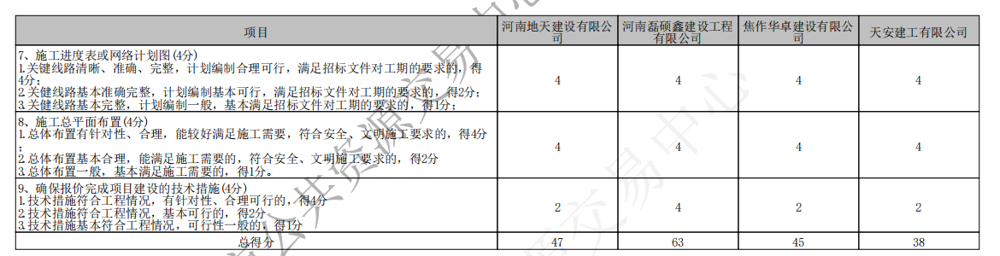 项目
河南地天建设有限公
司
河南磊硕鑫建设工程
有限公司
焦作华卓建设有限公
司
天安建工有限公司
7、施工进度表或网络计划图(4分)
1.关键线路清晰、准确、完整，计划编制合理可行，满足招标文件对工期的要求的，得
4分；
2.关健线路基本准确完整，计划编制基本可行，满足招标文件对工期的要求的，得2分；
3.关健线路基本完整，计划编制一般，基本满足招标文件对工期的要求的，得1分；
4
4
4
4
8、施工总平面布置(4分)
1.总体布置有针对性、合理，能较好满足施工需要，符合安全、文明施工要求的，得4分
；
2.总体布置基本合理，能满足施工需要的，符合安全、文明施工要求的，得2分
3.总体布置一般，基本满足施工需要的，得1分。
4
4
4
4
9、确保报价完成项目建设的技术措施(4分)
1.技术措施符合工程情况，有针对性、合理可行的，得4分
2.技术措施符合工程情况，基本可行的，得2分
3.技术措施基本符合工程情况，可行性一般的，得1分
2
4
2
2
总得分
47
63
45
38
公共资源交易中心
资源交易中心